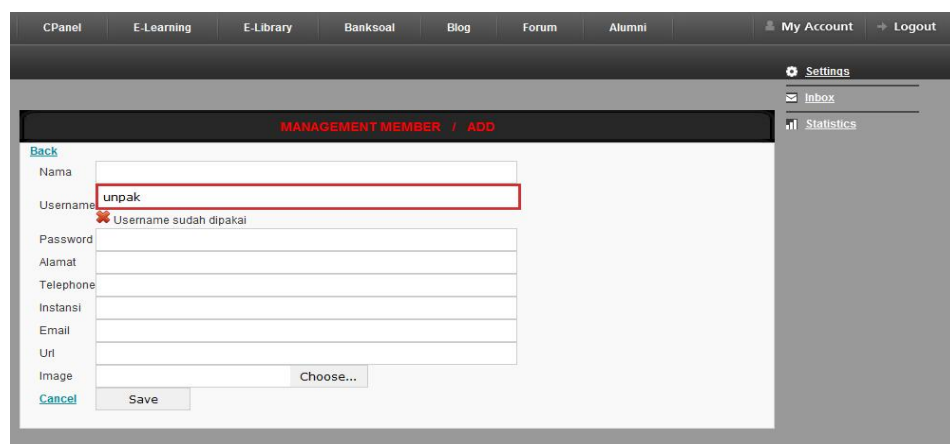 CPanel E-Learning E-Library Banksoal Blog Forum Alumni My Account Logout
Settings
Inbox
Statistics
MANAGEMENT MEMBER / ADD
Back
Nama
Username unpak
Username sudah dipakai
Password
Alamat
Telephone
Instansi
Email
Url
Image Choose...
Cancel Save